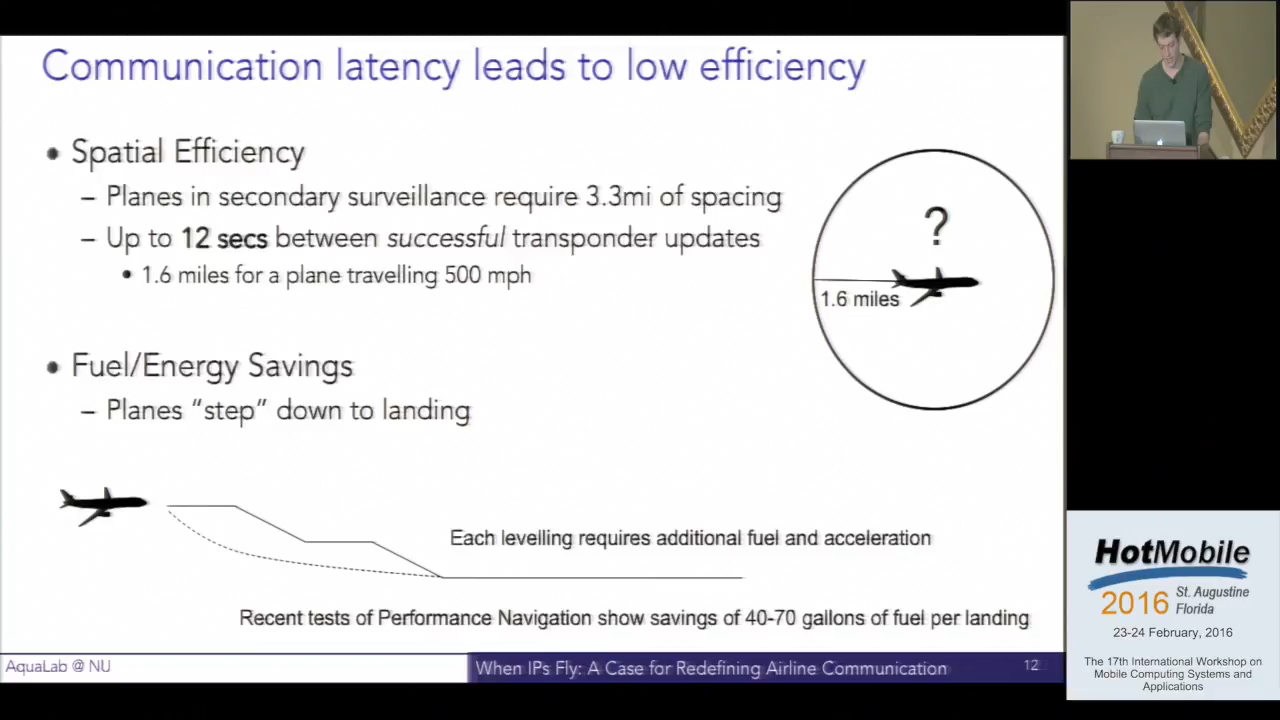 Communication latency leads to low efficiency
• Spatial Efficiency
– Planes in secondary surveillance require 3.3mi of spacing
– Up to 12 secs between successful transponder updates
• 1.6 miles for a plane travelling 500 mph
?
1.6 miles
• Fuel/Energy Savings
– Planes “step” down to landing
Each levelling requires additional fuel and acceleration
Recent tests of Performance Navigation show savings of 40-70 gallons of fuel per landing
AquaLab @ NU
When IPs Fly: A Case for Redefining Airline Communication
12
HotMobile
2016
St. Augustine
Florida
23-24 February, 2016
The 17th International Workshop on
Mobile Computing Systems and
Applications